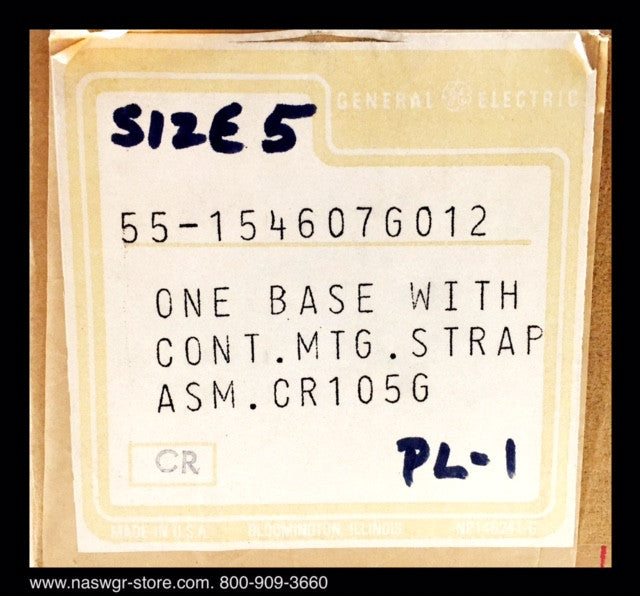 GENERAL ELECTRIC
SIZE 5
55-154607G012
ONE BASE WITH
CONT.MTG.STRAP
ASM.CR105G
CR
PL-1
MADE IN U.S.A. BLOOMINGTON ILLINOIS
www.naswgr-store.com. 800-909-3660